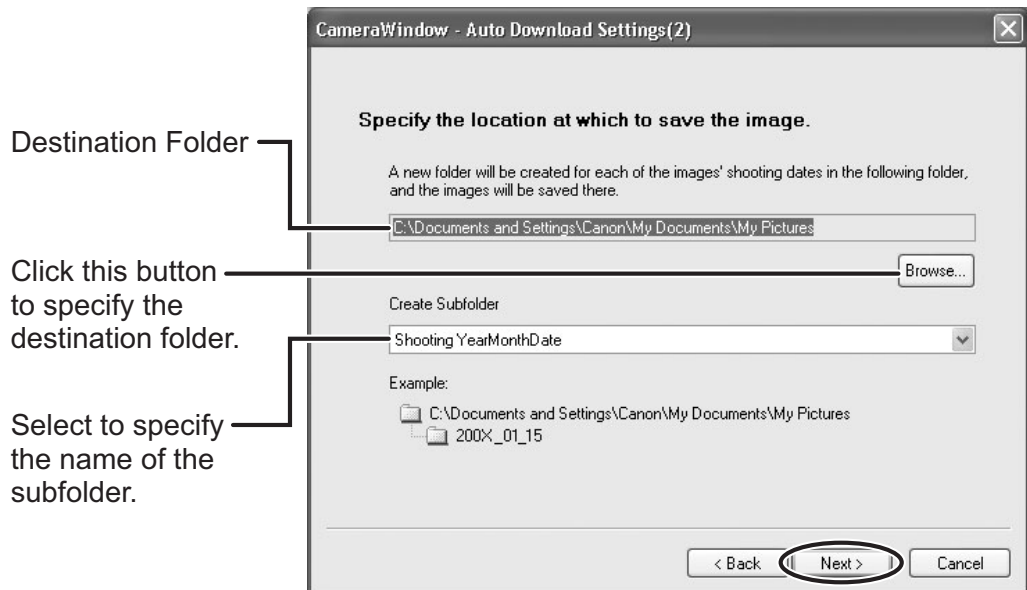 CameraWindow - Auto Download Settings(2)
Specify the location at which to save the image.
Destination Folder
A new folder will be created for each of the images' shooting dates in the following folder,
and the images will be saved there.
C:\Documents and Settings\Canon\My Documents\My Pictures
Click this button
to specify the
destination folder.
Browse...
Create Subfolder
Shooting YearMonthDate
Example:
C:\Documents and Settings\Canon\My Documents\My Pictures
200X_01_15
Select to specify
the name of the
subfolder.
< Back
Next >
Cancel